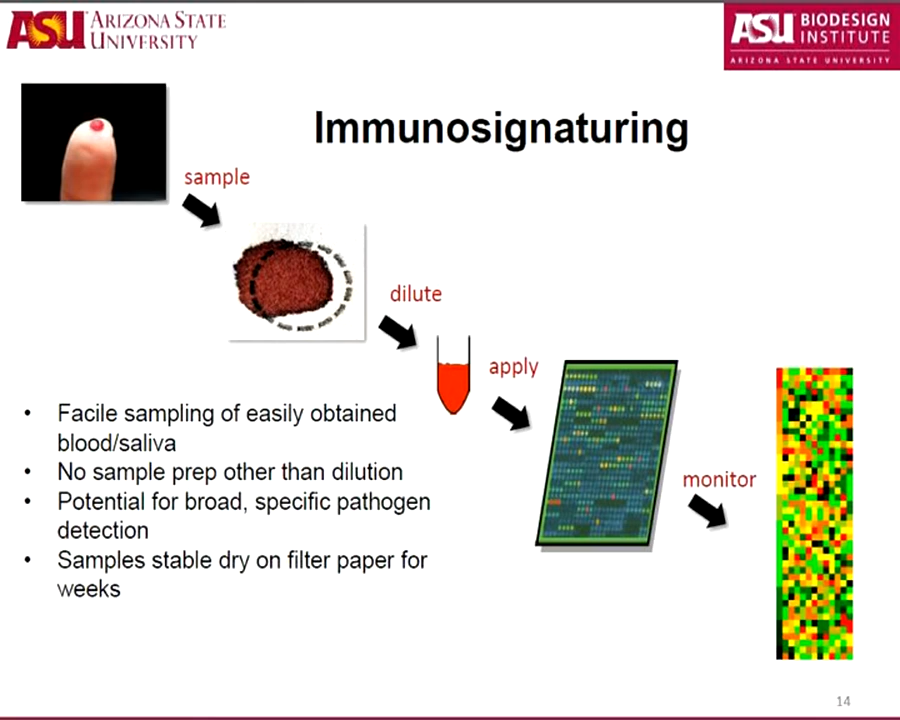 ASU ARIZONA STATE
UNIVERSITY
ASU BIODESIGN
INSTITUTE
ARIZONA STATE UNIVERSITY
Immunosignaturing
sample
dilute
apply
monitor
• Facile sampling of easily obtained
blood/saliva
• No sample prep other than dilution
• Potential for broad, specific pathogen
detection
• Samples stable dry on filter paper for
weeks
14